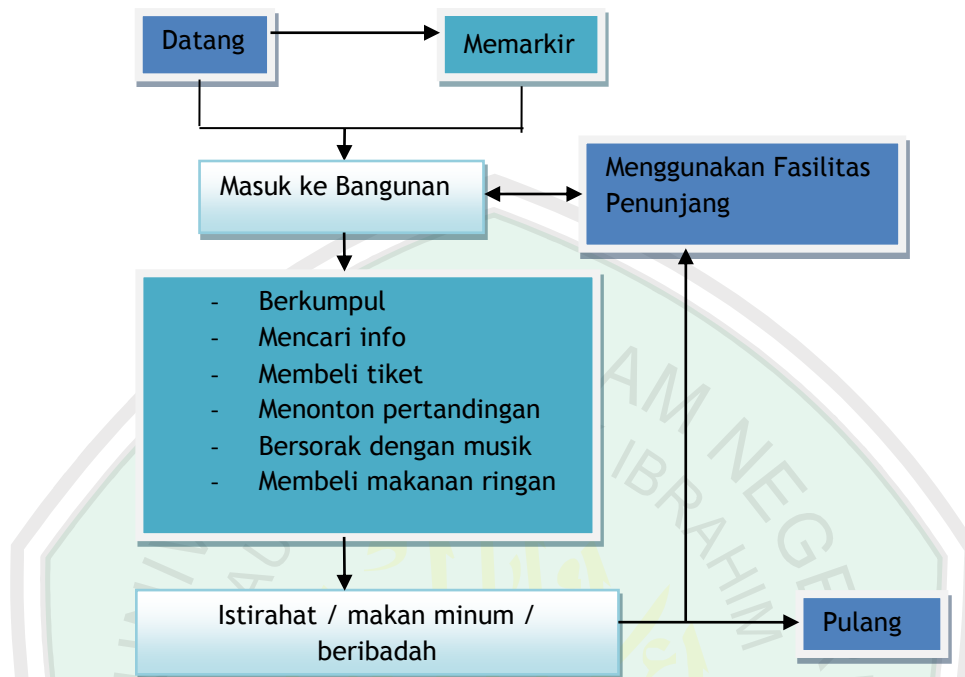 Datang
Memarkir
Masuk ke Bangunan
Menggunakan Fasilitas
Penunjang
- Berkumpul
- Mencari info
- Membeli tiket
- Menonton pertandingan
- Bersorak dengan musik
- Membeli makanan ringan
Istirahat / makan minum /
beribadah
Pulang